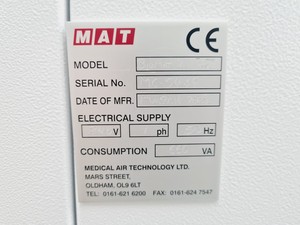 MAT CE
MODEL
SERIAL No.
DATE OF MFR.
ELECTRICAL SUPPLY
V ph Hz
CONSUMPTION VA
MEDICAL AIR TECHNOLOGY LTD.
MARS STREET,
OLDHAM, OL9 6LT
TEL: 0161-621 6200 FAX: 0161-624 7547